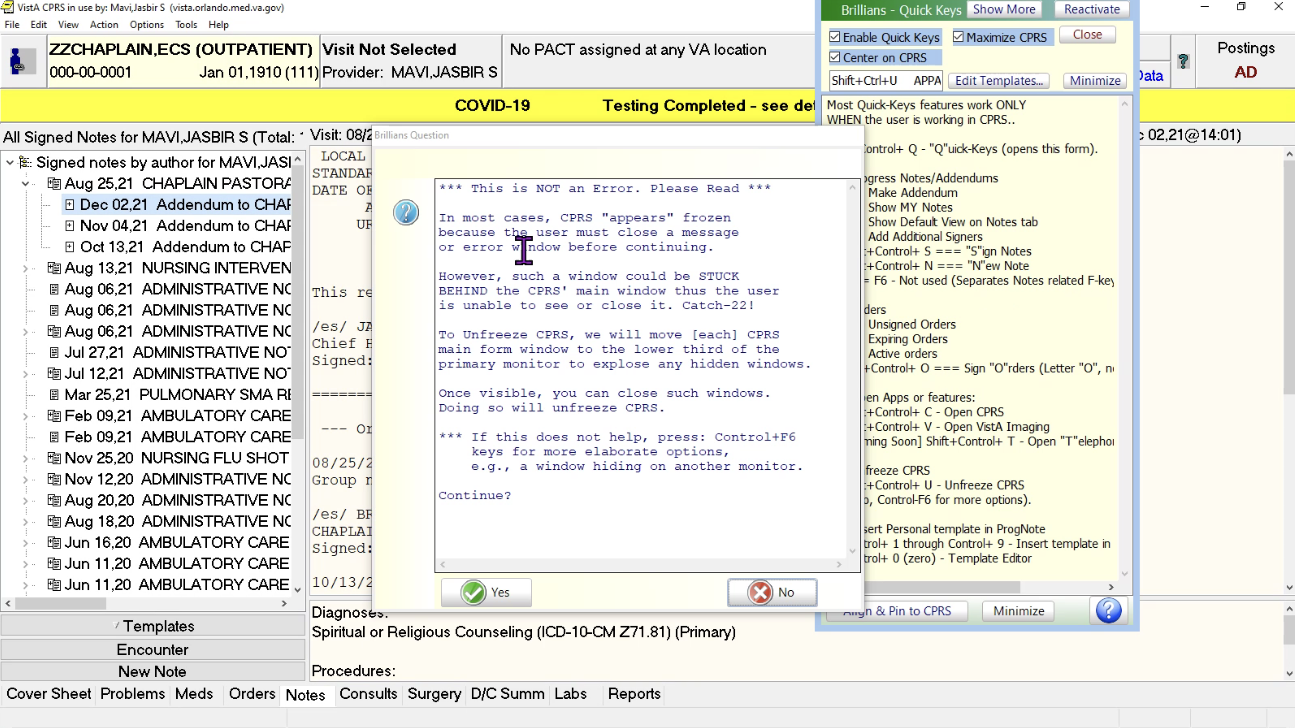 VistA CPRS in use by: Mavi,Jasbir S (vista.orlando.med.va.gov)
File Edit View Action Options Tools Help
ZZCHAPLAIN,ECS (OUTPATIENT)
000-00-0001 Jan 01,1910 (111)
Visit Not Selected
Provider: MAVI,JASBIR S
No PACT assigned at any VA location
Data
Postings
AD
COVID-19 Testing Completed - see
All Signed Notes for MAVI,JASBIR S (Total:
Signed notes by author for MAVI,JASI
Aug 25,21 CHAPLAIN PASTORA
Dec 02,21 Addendum to CHAP
Nov 04,21 Addendum to CHAP
Oct 13,21 Addendum to CHAP
Aug 13,21 NURSING INTERVEN
Aug 06,21 ADMINISTRATIVE NO
Aug 06,21 ADMINISTRATIVE NO
Aug 06,21 ADMINISTRATIVE NO
Jul 27,21 ADMINISTRATIVE NOT
Jul 12,21 ADMINISTRATIVE NOT
Mar 25,21 PULMONARY SMA RE
Feb 09,21 AMBULATORY CARE
Feb 09,21 AMBULATORY CARE
Nov 25,20 NURSING FLU SHOT
Nov 12,20 ADMINISTRATIVE NO
Aug 20,20 ADMINISTRATIVE NO
Aug 18,20 ADMINISTRATIVE NO
Jun 16,20 AMBULATORY CARE
Jun 11,20 AMBULATORY CARE
Jun 11,20 AMBULATORY CARE
Templates
Encounter
New Note
Visit: 08/2
02,21@14:01)
LOCAL
STANDAR
DATE OF
A
UR
This re
/es/ JA
Chief H
Signed:
--- Or
08/25/2
Group n
/es/ BR
CHAPLAI
Signed:
10/13/2
Diagnoses:
Spiritual or Religious Counseling (ICD-10-CM Z71.81) (Primary)
Procedures:
Cover Sheet Problems Meds Orders Notes Consults Surgery D/C Summ Labs Reports
Brillians Question
*** This is NOT an Error. Please Read ***
In most cases, CPRS "appears" frozen
because the user must close a message
or error window before continuing.
However, such a window could be STUCK
BEHIND the CPRS' main window thus the user
is unable to see or close it. Catch-22!
To Unfreeze CPRS, we will move [each] CPRS
main form window to the lower third of the
primary monitor to explose any hidden windows.
Once visible, you can close such windows.
Doing so will unfreeze CPRS.
*** If this does not help, press: Control+F6
keys for more elaborate options,
e.g., a window hiding on another monitor.
Continue?
Yes No
Brillians - Quick Keys Show More Reactivate
Enable Quick Keys Maximize CPRS Close
Center on CPRS
Shift+Ctrl+U APPA Edit Templates... Minimize
Most Quick-Keys features work ONLY
WHEN the user is working in CPRS..
ontrol+ Q - "Q"uick-Keys (opens this form).
ogress Notes/Addendums
Make Addendum
Show MY Notes
Show Default View on Notes tab
Add Additional Signers
+Control+ S === "S"ign Notes
+Control+ N === "N"ew Note
= F6 - Not used (Separates Notes related F-key
ders
Unsigned Orders
Expiring Orders
Active orders
+Control+ O === Sign "O"rders (Letter "O",
en Apps or features:
+Control+ C - Open CPRS
+Control+ V - Open VistA Imaging
ming Soon] Shift+Control+ T - Open "T"elephor
freeze CPRS
+Control+ U - Unfreeze CPRS
o, Control-F6 for more options).
sert Personal template in ProgNote
trol+ 1 through Control+ 9 - Insert template in
trol+ 0 (zero) - Template Editor
Align & Pin to CPRS Minimize